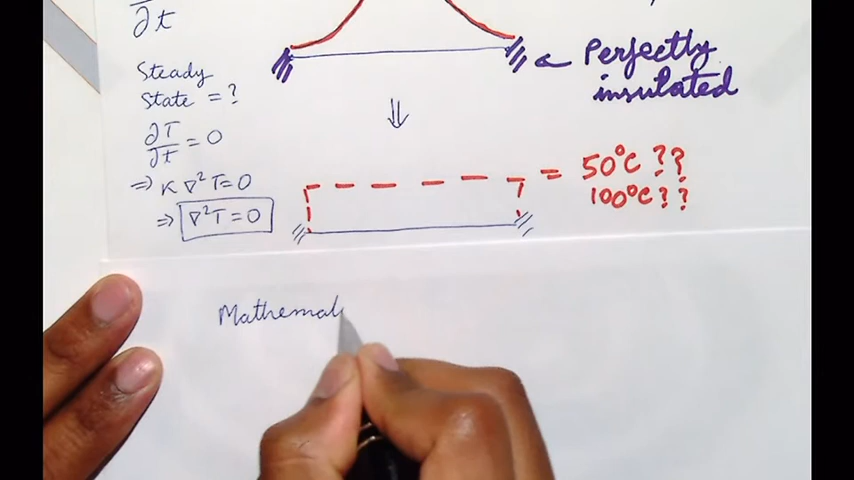 ∂t
Perfectly
insulated
Steady
State = ?
∂T/∂t = 0
⇒ κ ∇²T = 0
⇒ ∇²T = 0
= 50°C ??
100°C ??
Mathemat